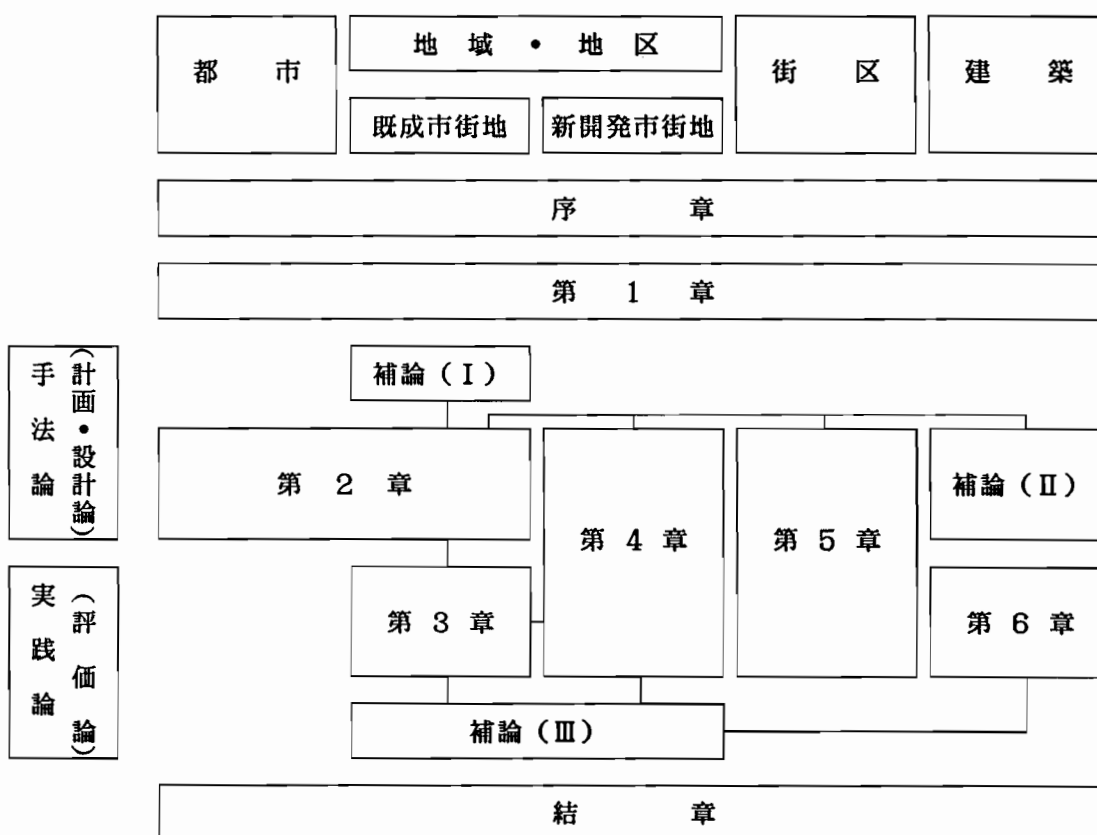 都市
地域・地区
街区
建築
既成市街地
新開発市街地
序章
第1章
手法論
(計画・設計論)
補論(Ⅰ)
第2章
第4章
第5章
補論(Ⅱ)
実践論
(評価論)
第3章
第6章
補論(Ⅲ)
結章